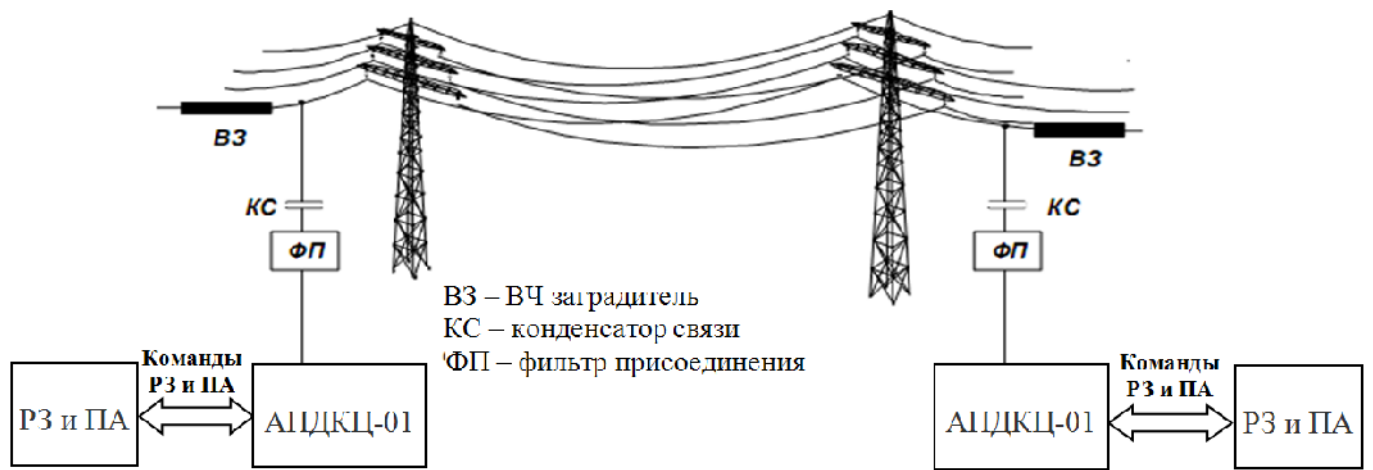 ВЗ
ВЗ
КС
КС
ФП
ФП
ВЗ – ВЧ заградитель
КС – конденсатор связи
ФП – фильтр присоединения
Команды
РЗ и ПА
Команды
РЗ и ПА
РЗ и ПА
АПДКЦ-01
АПДКЦ-01
РЗ и ПА